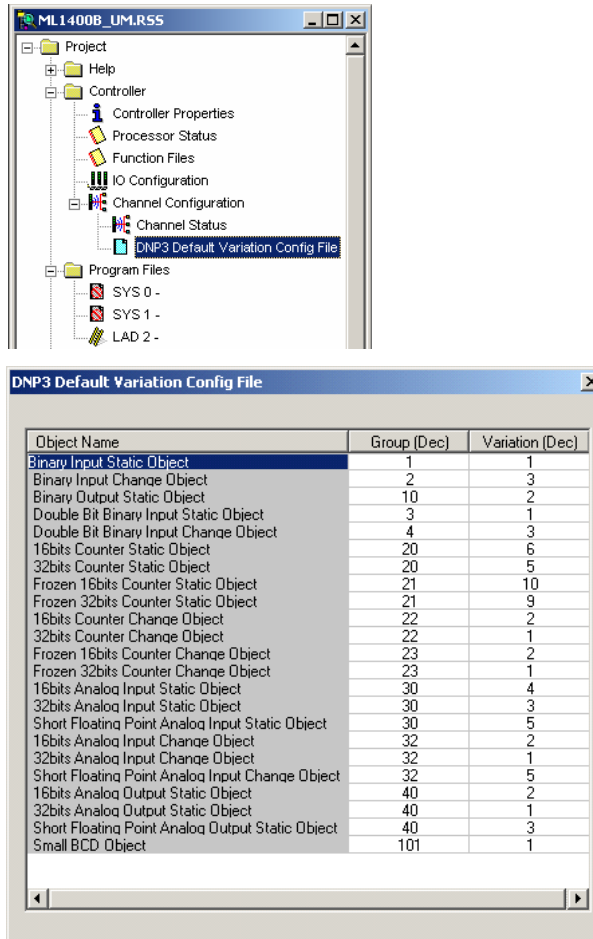 ML1400B_UM.RSS
Project
Help
Controller
Controller Properties
Processor Status
Function Files
IO Configuration
Channel Configuration
Channel Status
DNP3 Default Variation Config File
Program Files
SYS 0 -
SYS 1 -
LAD 2 -
DNP3 Default Variation Config File
Object Name Group (Dec) Variation (Dec)
Binary Input Static Object 1 1
Binary Input Change Object 2 3
Binary Output Static Object 10 2
Double Bit Binary Input Static Object 3 1
Double Bit Binary Input Change Object 4 3
16bits Counter Static Object 20 6
32bits Counter Static Object 20 5
Frozen 16bits Counter Static Object 21 10
Frozen 32bits Counter Static Object 21 9
16bits Counter Change Object 22 2
32bits Counter Change Object 22 1
Frozen 16bits Counter Change Object 23 2
Frozen 32bits Counter Change Object 23 1
16bits Analog Input Static Object 30 4
32bits Analog Input Static Object 30 3
Short Floating Point Analog Input Static Object 30 5
16bits Analog Input Change Object 32 2
32bits Analog Input Change Object 32 1
Short Floating Point Analog Input Change Object 32 5
16bits Analog Output Static Object 40 2
32bits Analog Output Static Object 40 1
Short Floating Point Analog Output Static Object 40 3
Small BCD Object 101 1